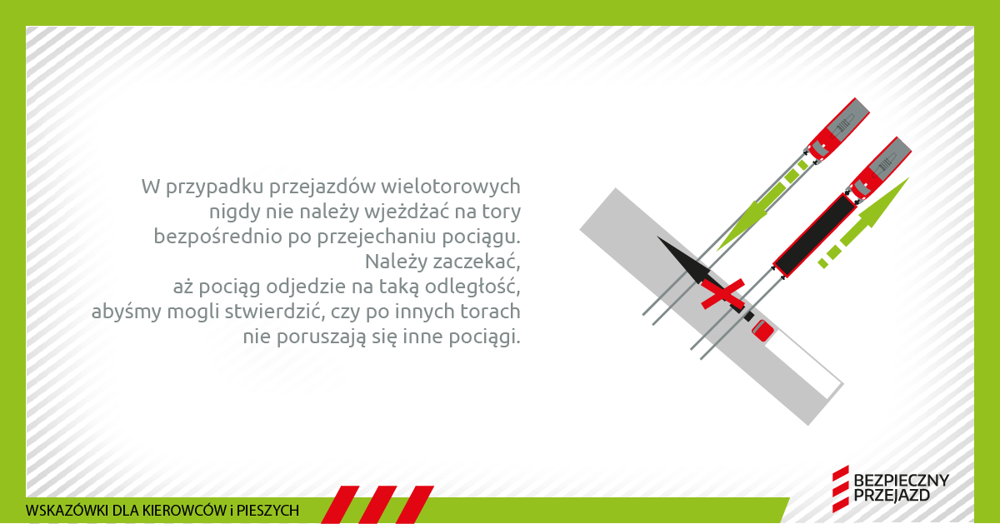 W przypadku przejazdów wielotorowych
nigdy nie należy wjeżdżać na tory
bezpośrednio po przejechaniu pociągu.
Należy zaczekać,
aż pociąg odjedzie na taką odległość,
abyśmy mogli stwierdzić, czy po innych torach
nie poruszają się inne pociągi.
WSKAZÓWKI DLA KIEROWCÓW i PIESZYCH
BEZPIECZNY
PRZEJAZD